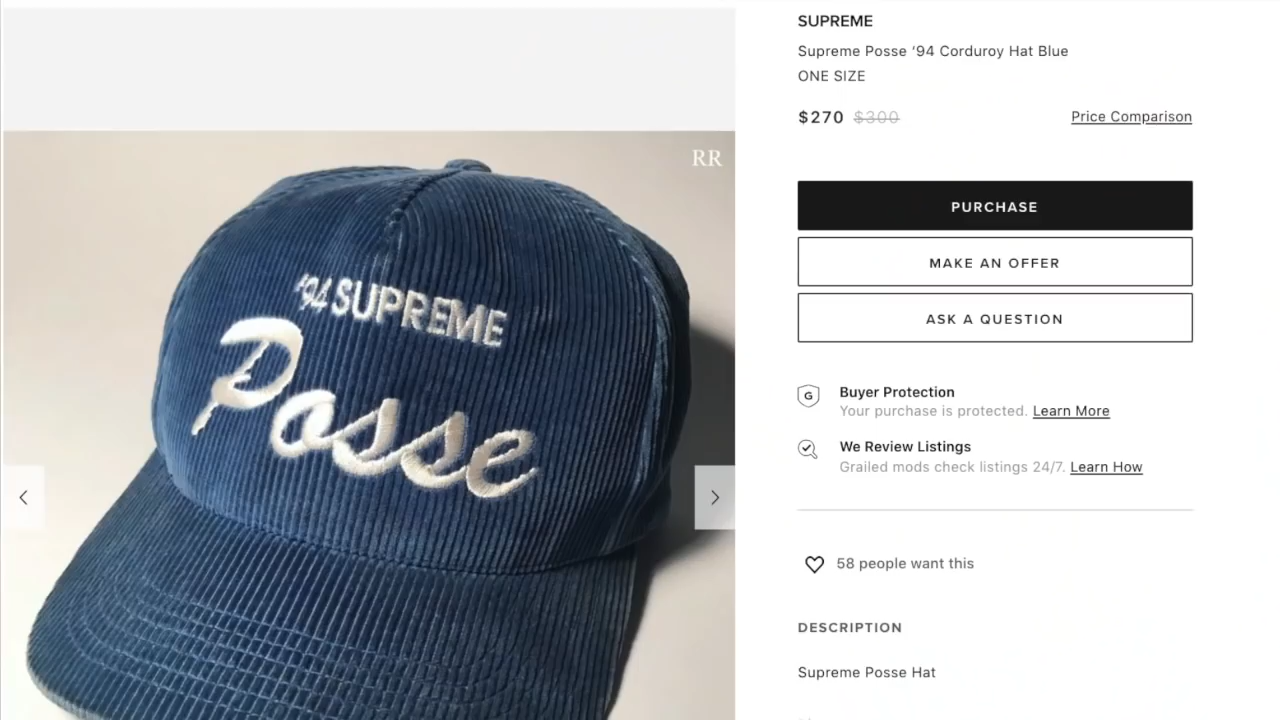 RR
'94 SUPREME
Posse
SUPREME
Supreme Posse ‘94 Corduroy Hat Blue
ONE SIZE
$270 $300
Price Comparison
PURCHASE
MAKE AN OFFER
ASK A QUESTION
G
Buyer Protection
Your purchase is protected. Learn More
We Review Listings
Grailed mods check listings 24/7. Learn How
58 people want this
DESCRIPTION
Supreme Posse Hat